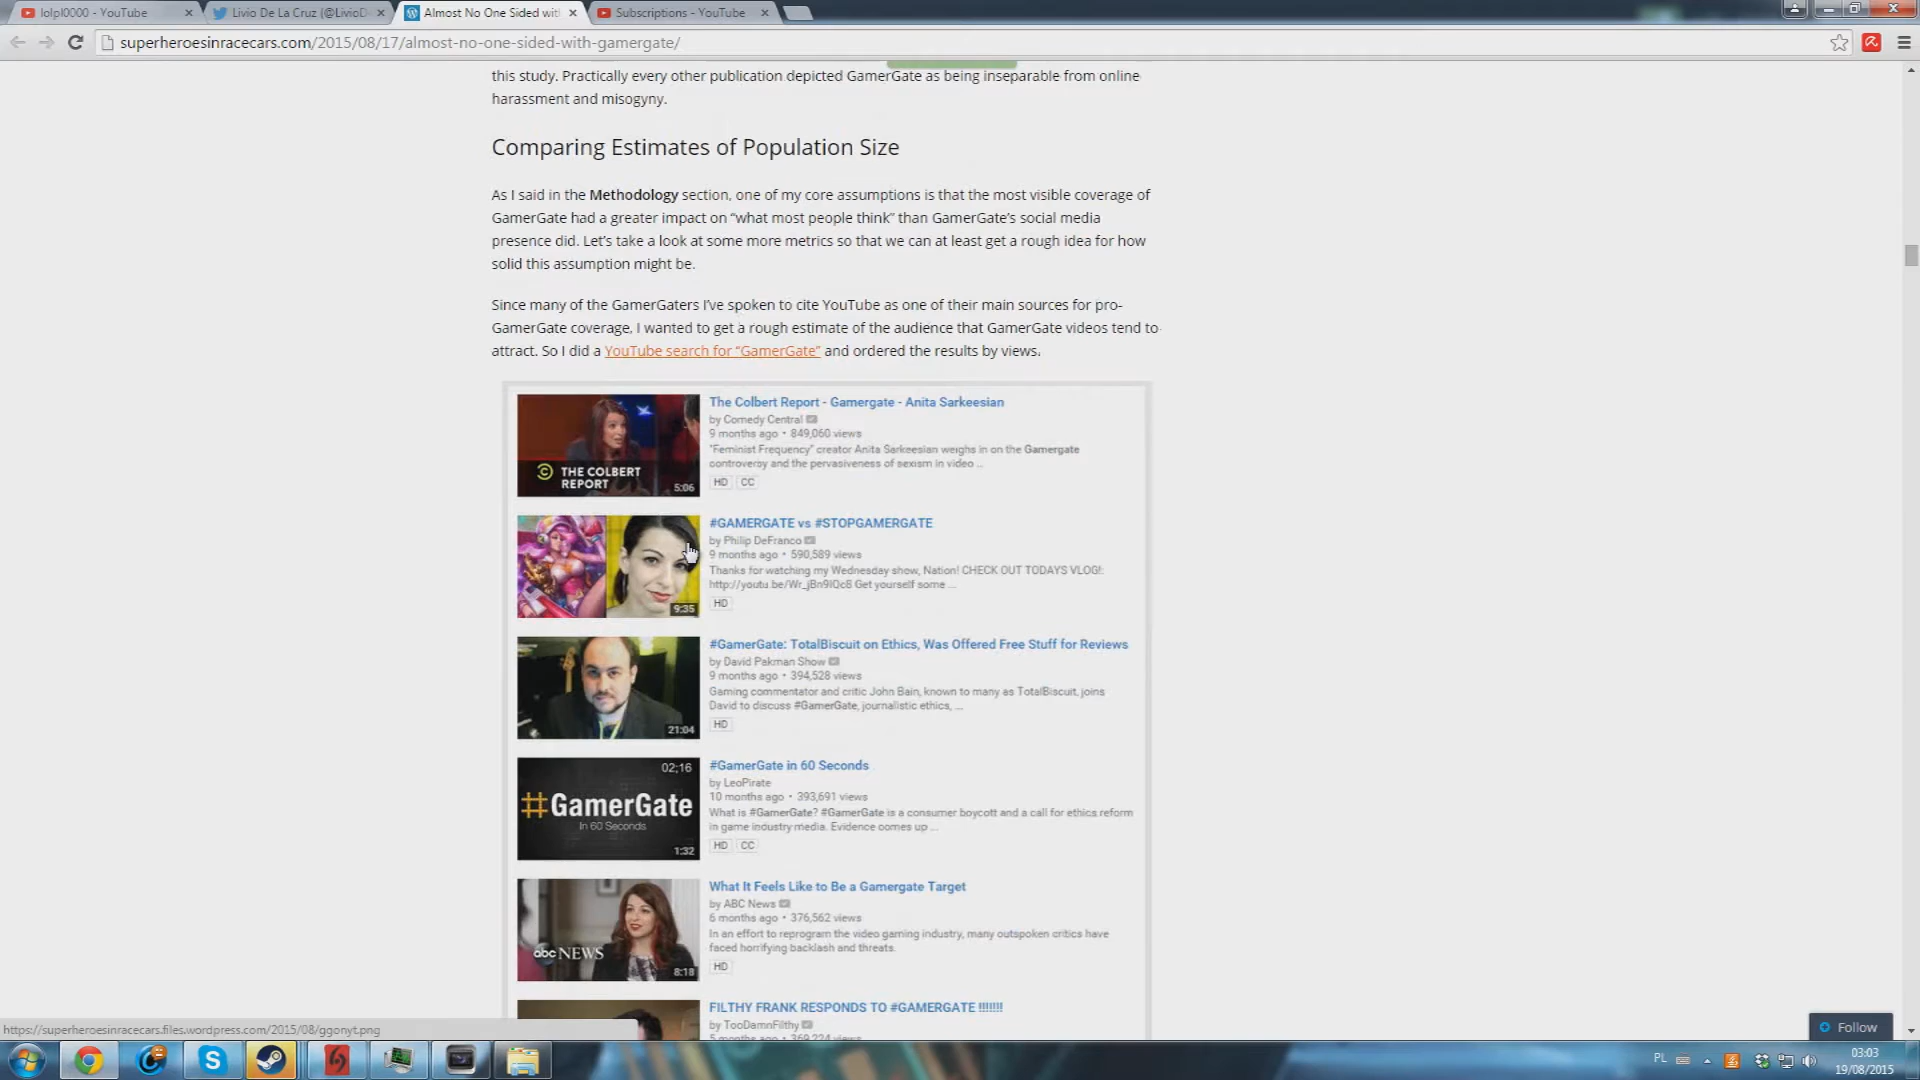 lolpl0000 - YouTube
Livio De La Cruz (@LivioD
Almost No One Sided with
Subscriptions - YouTube
superheroesinracecars.com/2015/08/17/almost-no-one-sided-with-gamergate/
this study. Practically every other publication depicted GamerGate as being inseparable from online
harassment and misogyny.
Comparing Estimates of Population Size
As I said in the Methodology section, one of my core assumptions is that the most visible coverage of
GamerGate had a greater impact on “what most people think” than GamerGate’s social media
presence did. Let’s take a look at some more metrics so that we can at least get a rough idea for how
solid this assumption might be.
Since many of the GamerGaters I’ve spoken to cite YouTube as one of their main sources for pro-
GamerGate coverage, I wanted to get a rough estimate of the audience that GamerGate videos tend to
attract. So I did a YouTube search for “GamerGate” and ordered the results by views.
THE COLBERT
REPORT
5:06
The Colbert Report - Gamergate - Anita Sarkeesian
by Comedy Central
9 months ago • 849,060 views
"Feminist Frequency" creator Anita Sarkeesian weighs in on the Gamergate
controversy and the pervasiveness of sexism in video ...
HD CC
9:35
#GAMERGATE vs #STOPGAMERGATE
by Philip DeFranco
9 months ago • 590,589 views
Thanks for watching my Wednesday show, Nation! CHECK OUT TODAYS VLOG!:
http://youtu.be/Wr_jBn9IQc8 Get yourself some ...
HD
21:04
#GamerGate: TotalBiscuit on Ethics, Was Offered Free Stuff for Reviews
by David Pakman Show
9 months ago • 394,528 views
Gaming commentator and critic John Bain, known to many as TotalBiscuit, joins
David to discuss #GamerGate, journalistic ethics, ...
HD
02;16
#GamerGate
In 60 Seconds
1:32
#GamerGate in 60 Seconds
by LeoPirate
10 months ago • 393,691 views
What is #GamerGate? #GamerGate is a consumer boycott and a call for ethics reform
in game industry media. Evidence comes up ...
HD CC
abc NEWS
8:18
What It Feels Like to Be a Gamergate Target
by ABC News
6 months ago • 376,562 views
In an effort to reprogram the video gaming industry, many outspoken critics have
faced horrifying backlash and threats.
HD
FILTHY FRANK RESPONDS TO #GAMERGATE !!!!!!!
by TooDamnFilthy
5 months ago • 369,224 views
https://superheroesinracecars.files.wordpress.com/2015/08/ggonyt.png
Follow
PL
03:03
19/08/2015